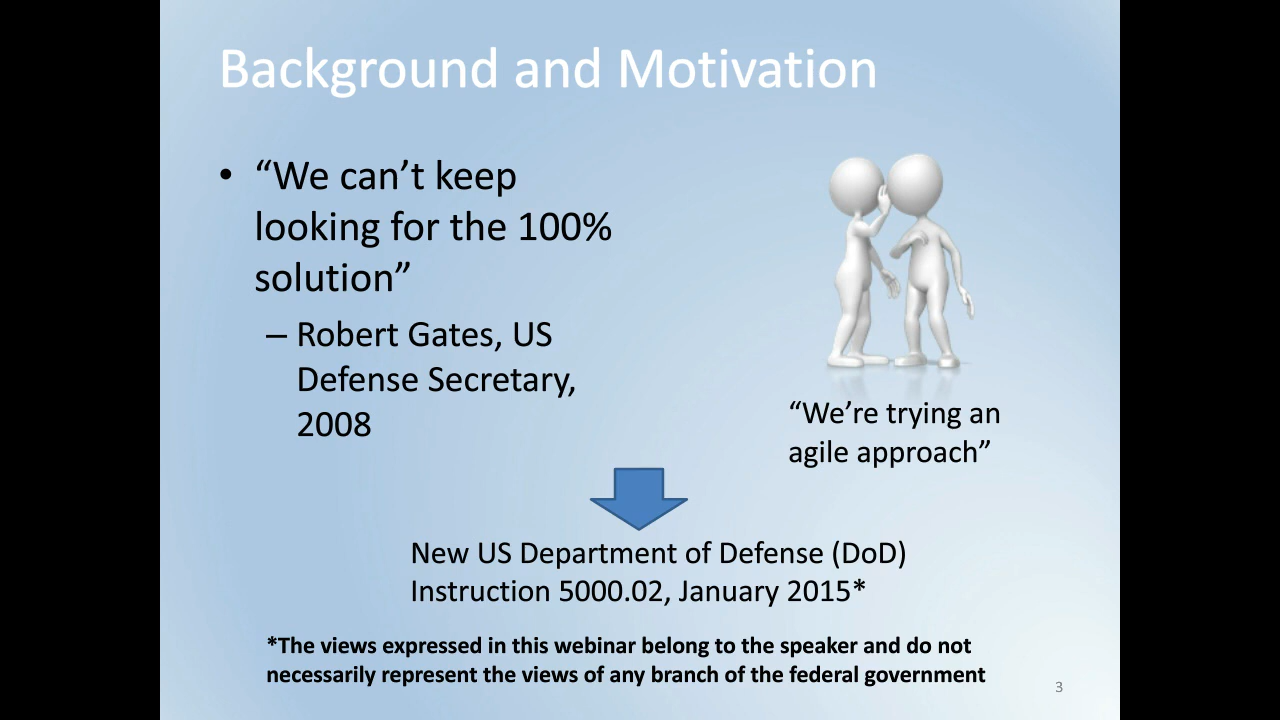 Background and Motivation
• “We can’t keep
looking for the 100%
solution”
– Robert Gates, US
Defense Secretary,
2008
“We’re trying an
agile approach”
New US Department of Defense (DoD)
Instruction 5000.02, January 2015*
*The views expressed in this webinar belong to the speaker and do not
necessarily represent the views of any branch of the federal government
3